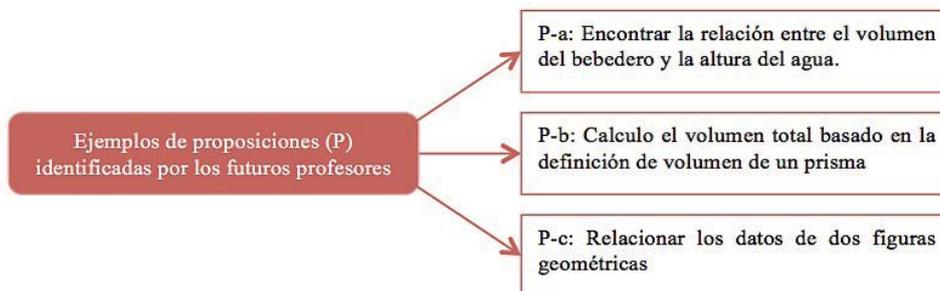 Ejemplos de proposiciones (P)
identificadas por los futuros profesores
P-a: Encontrar la relación entre el volumen
del bebedero y la altura del agua.
P-b: Calculo el volumen total basado en la
definición de volumen de un prisma
P-c: Relacionar los datos de dos figuras
geométricas